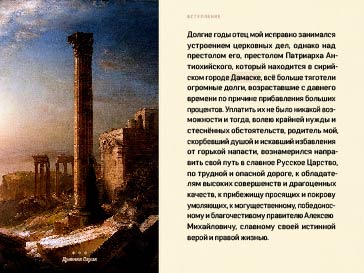 ВСТУПЛЕНИЕ
Долгие годы отец мой исправно занимался
устроением церковных дел, однако над
престолом его, престолом Патриарха Ан-
тиохийского, который находится в сирий-
ском городе Дамаске, всё больше тяготели
огромные долги, возраставшие с давнего
времени по причине прибавления больших
процентов. Уплатить их не было никакой воз-
можности и тогда, волею крайней нужды и
стеснённых обстоятельств, родитель мой,
скорбевший душой и искавший избавления
от горькой напасти, вознамерился напра-
вить свой путь в славное Русское Царство,
по трудной и опасной дороге, к обладате-
лям высоких совершенств и драгоценных
качеств, к прибежищу просящих и покрову
умоляющих, к могущественному, победонос-
ному и благочестивому правителю Алексею
Михайловичу, славному своей истинной
верой и правой жизнью.
Древняя Сирия